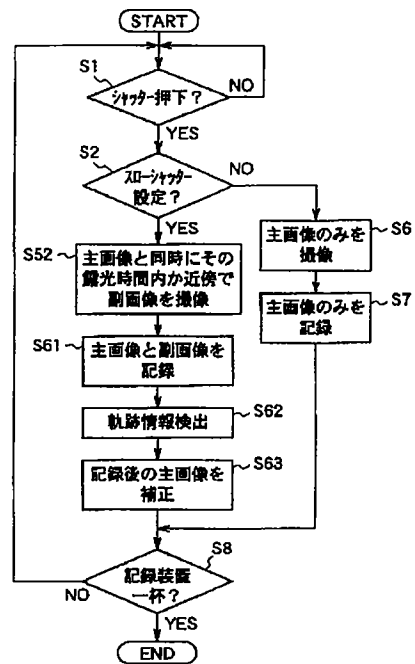 START
S1
シャッター押下？
NO
YES
S2
スローシャッター
設定？
NO
YES
S52
主画像と同時にその
露光時間内か近傍で
副画像を撮像
S6
主画像のみを
撮像
S7
主画像のみを
記録
S61
主画像と副画像を
記録
S62
軌跡情報検出
S63
記録後の主画像を
補正
S8
記録装置
一杯？
NO
YES
END